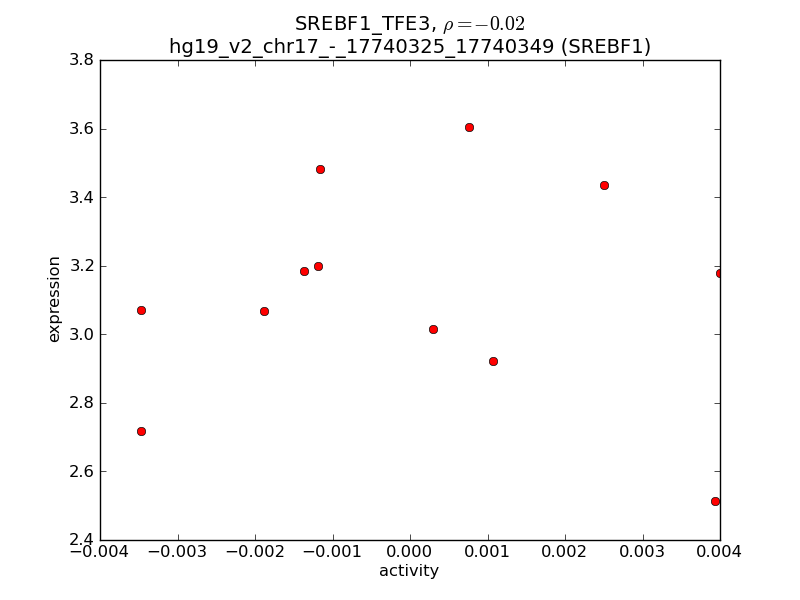 SREBF1_TFE3, ρ = −0.02
hg19_v2_chr17_-_17740325_17740349 (SREBF1)
3.8
3.6
3.4
3.2
3.0
2.8
2.6
2.4
expression
−0.004 −0.003 −0.002 −0.001 0.000 0.001 0.002 0.003 0.004
activity